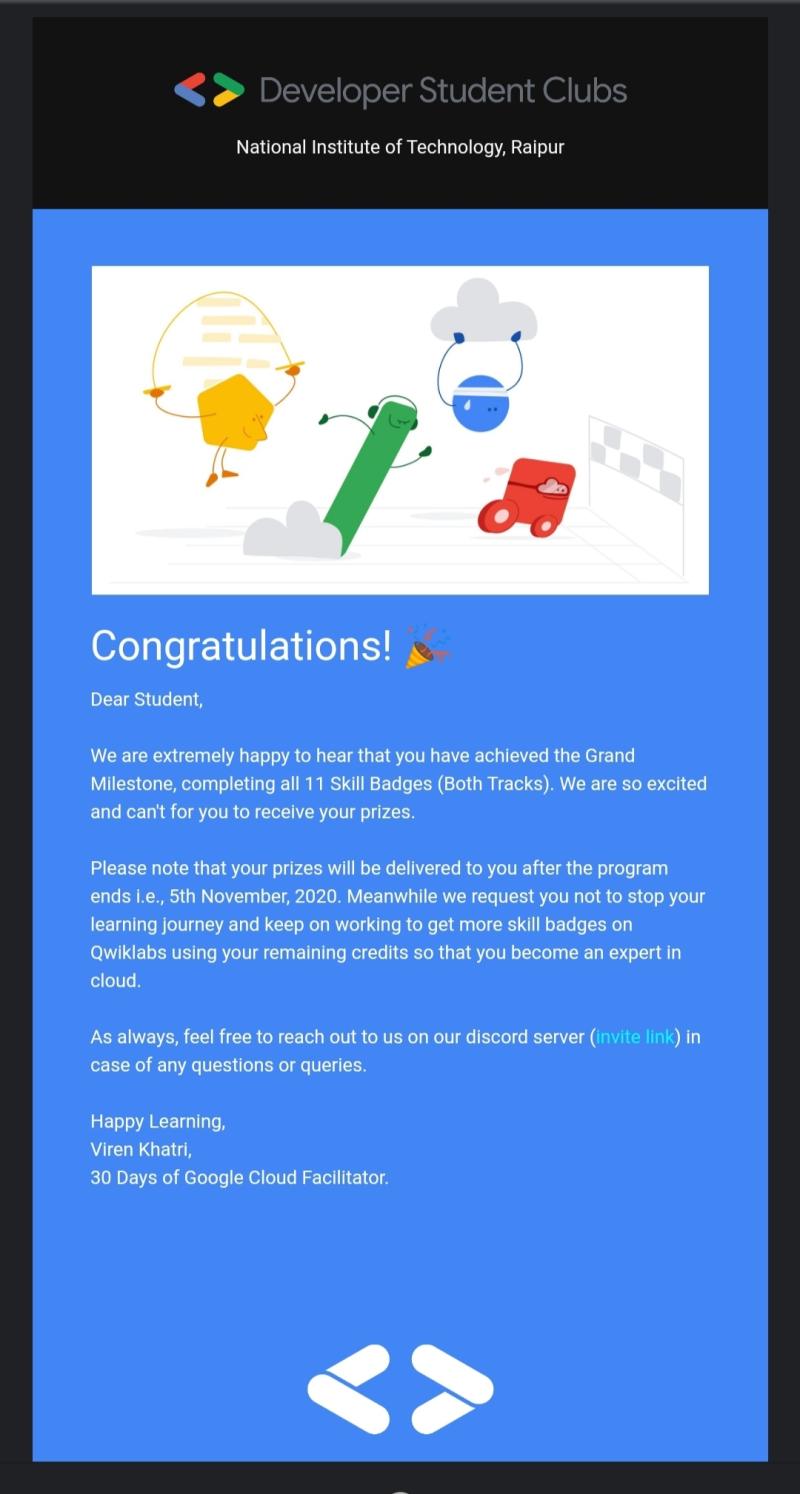 Developer Student Clubs
National Institute of Technology, Raipur
Congratulations! 🎉
Dear Student,
We are extremely happy to hear that you have achieved the Grand
Milestone, completing all 11 Skill Badges (Both Tracks). We are so excited
and can't for you to receive your prizes.
Please note that your prizes will be delivered to you after the program
ends i.e., 5th November, 2020. Meanwhile we request you not to stop your
learning journey and keep on working to get more skill badges on
Qwiklabs using your remaining credits so that you become an expert in
cloud.
As always, feel free to reach out to us on our discord server (invite link) in
case of any questions or queries.
Happy Learning,
Viren Khatri,
30 Days of Google Cloud Facilitator.